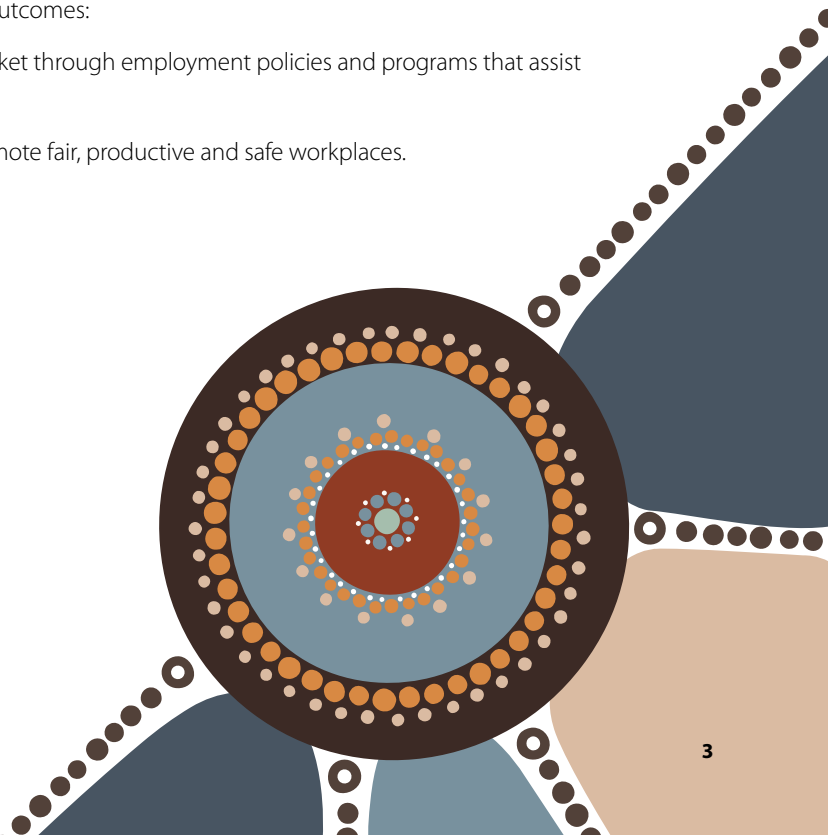 utcomes:
ket through employment policies and programs that assist
note fair, productive and safe workplaces.
3